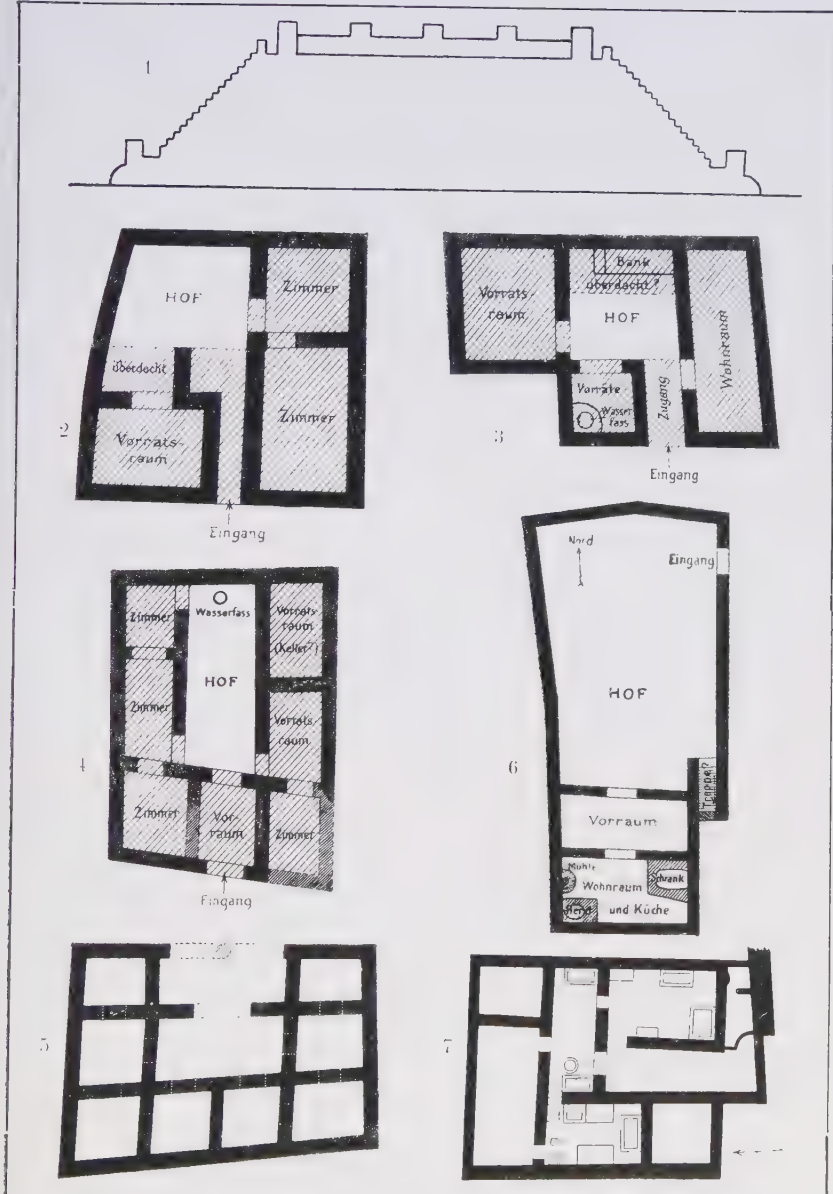 1
2
HOF
Zimmer
überdacht
Zimmer
Vorrats-
raum
Eingang
3
Vorrats-
raum
Bank
überdacht?
HOF
Vorräte
Wasser
fass
Zugang
Wohnraum
Eingang
4
Zimmer
Wasserfass
Vorrats
raum
(Keller?)
HOF
Zimmer
Vorrats
raum
Zimmer
Vor-
raum
Zimmer
Eingang
5
6
Nord
Eingang
HOF
Treppe?
Vorraum
Mühle
Schrank
Wohnraum
Herd
und Küche
7